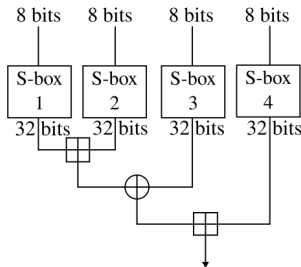 8 bits 8 bits 8 bits 8 bits
S-box S-box S-box S-box
1 2 3 4
32 bits 32 bits 32 bits 32 bits